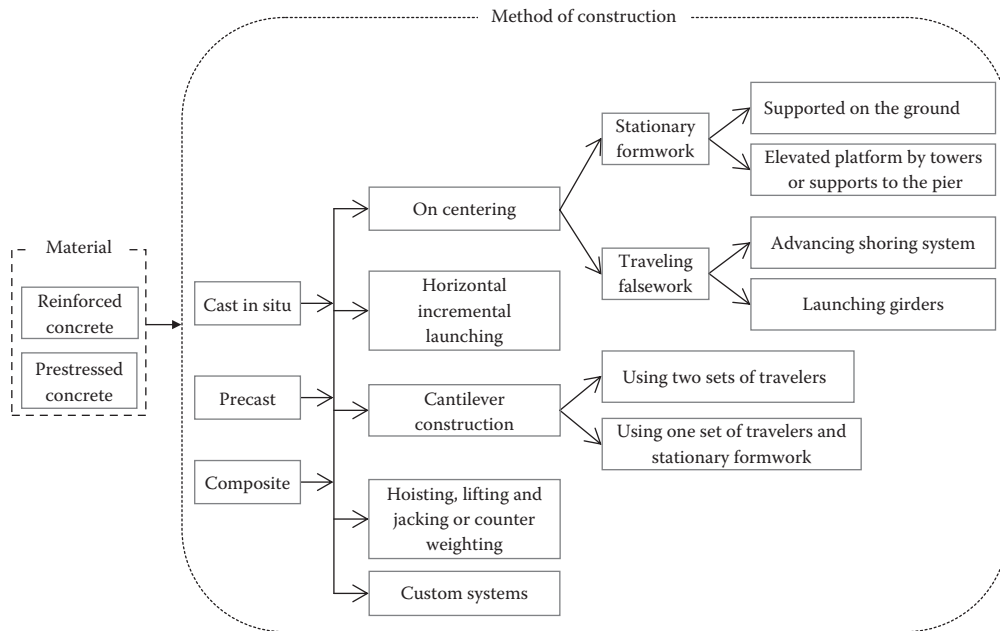 Method of construction
Material
Reinforced
concrete
Prestressed
concrete
Cast in situ
Precast
Composite
On centering
Horizontal
incremental
launching
Cantilever
construction
Hoisting, lifting and
jacking or counter
weighting
Custom systems
Stationary
formwork
Traveling
falsework
Supported on the ground
Elevated platform by towers
or supports to the pier
Advancing shoring system
Launching girders
Using two sets of travelers
Using one set of travelers and
stationary formwork